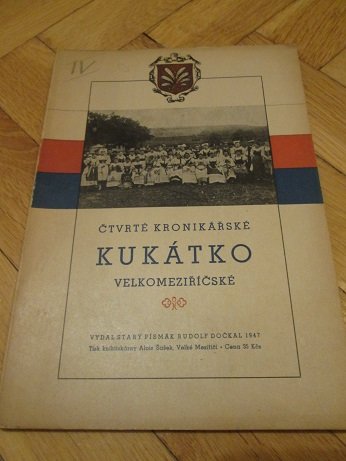 IV
ČTVRTÉ KRONIKÁŘSKÉ
KUKÁTKO
VELKOMEZIŘÍČSKÉ
VYDAL STARÝ PÍSMÁK RUDOLF DOČKAL 1947
Tisk knihtiskárny Alois Šašek, Velké Meziříčí • Cena 35 Kčs